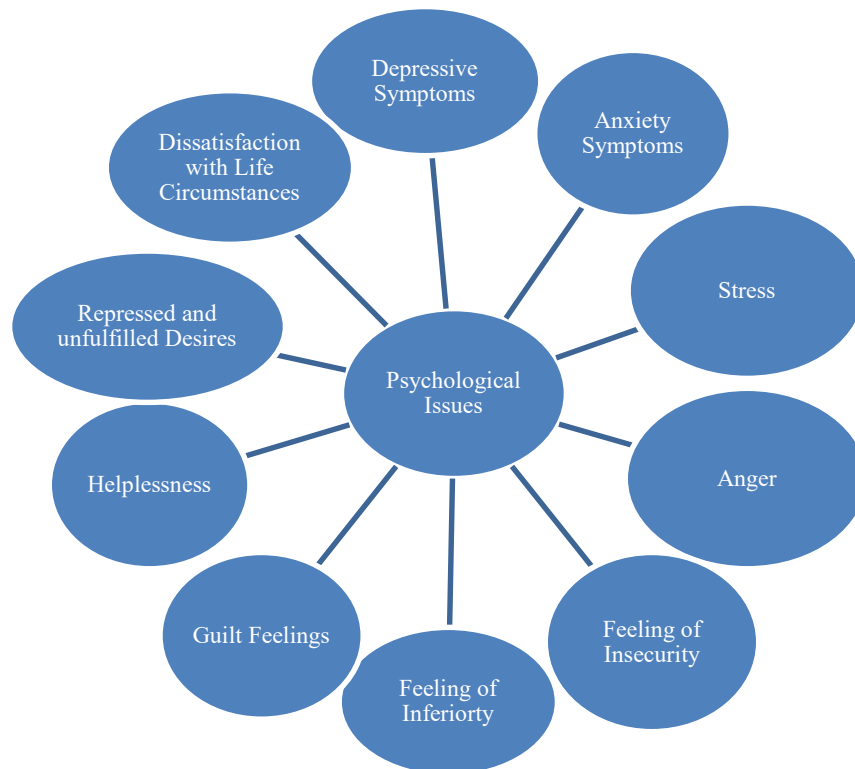 Depressive
Symptoms
Anxiety
Symptoms
Dissatisfaction
with Life
Circumstances
Stress
Repressed and
unfulfilled Desires
Psychological
Issues
Helplessness
Anger
Guilt Feelings
Feeling of
Insecurity
Feeling of
Inferiorty